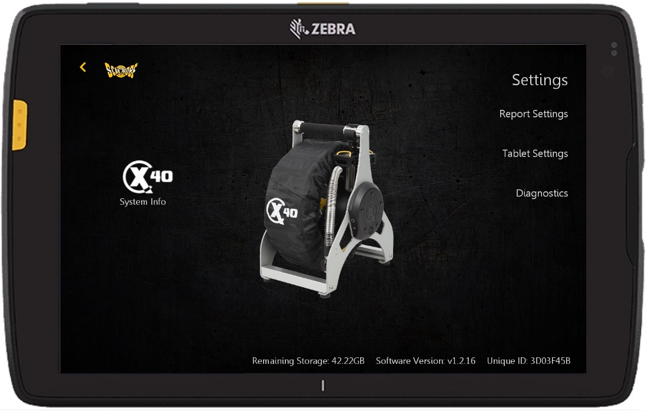 ZEBRA
Settings
Report Settings
Tablet Settings
Diagnostics
X40
System Info
X40
Remaining Storage: 42.22GB Software Version: v1.2.16 Unique ID: 3D03F45B